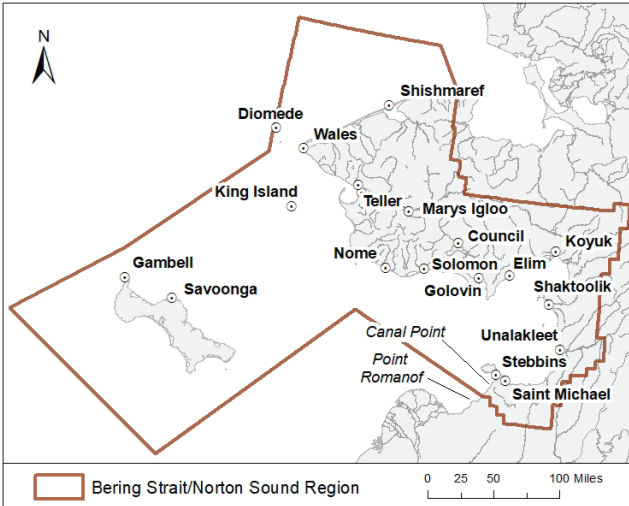 N
Shishmaref
Diomede
Wales
King Island
Teller
Marys Igloo
Council
Koyuk
Nome
Solomon
Elim
Gambell
Golovin
Savoonga
Shaktoolik
Canal Point
Unalakleet
Point
Romanof
Stebbins
Saint Michael
Bering Strait/Norton Sound Region
0 25 50 100 Miles